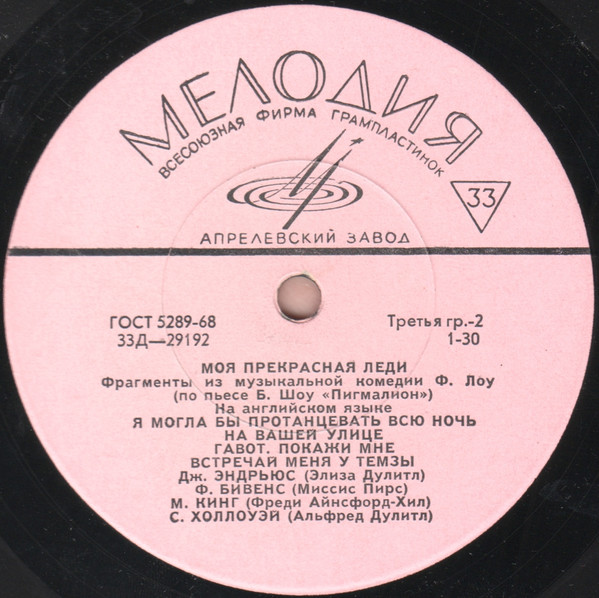 МЕЛОДИЯ
ВСЕСОЮЗНАЯ ФИРМА ГРАМПЛАСТИНОК
33
АПРЕЛЕВСКИЙ ЗАВОД
ГОСТ 5289-68 Третья гр.-2
33Д—29192 1-30
МОЯ ПРЕКРАСНАЯ ЛЕДИ
Фрагменты из музыкальной комедии Ф. Лоу
(по пьесе Б. Шоу «Пигмалион»)
На английском языке
Я МОГЛА БЫ ПРОТАНЦЕВАТЬ ВСЮ НОЧЬ
НА ВАШЕЙ УЛИЦЕ
ГАВОТ. ПОКАЖИ МНЕ
ВСТРЕЧАЙ МЕНЯ У ТЕМЗЫ
Дж. ЭНДРЬЮС (Элиза Дулитл)
Ф. БИВЕНС (Миссис Пирс)
М. КИНГ (Фреди Айнсфорд-Хил)
С. ХОЛЛОУЭЙ (Альфред Дулитл)